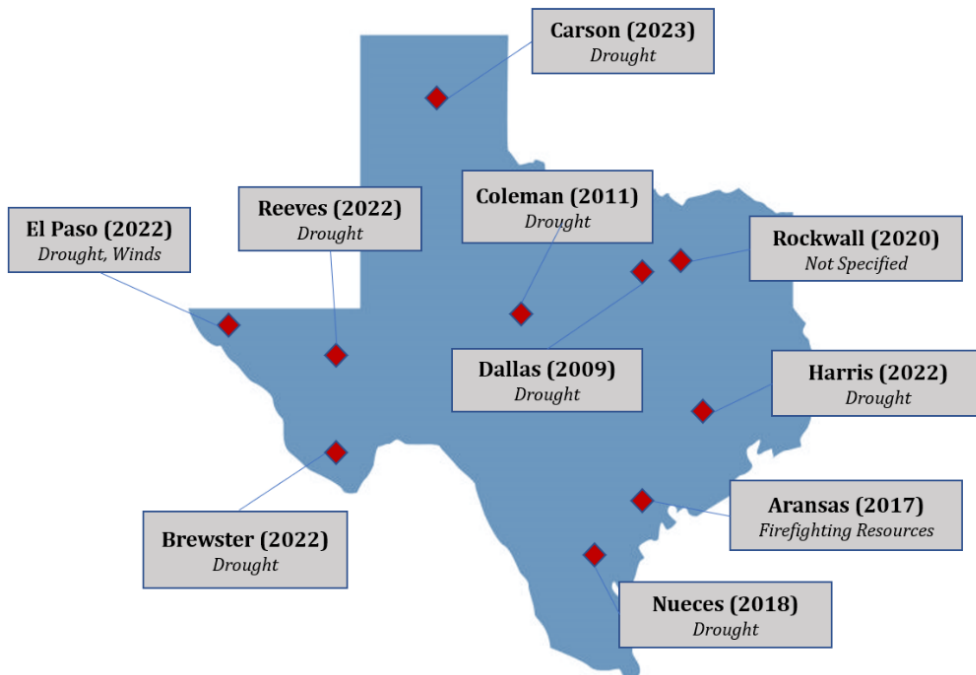 Carson (2023)
Drought
Coleman (2011)
Drought
Reeves (2022)
Drought
El Paso (2022)
Drought, Winds
Rockwall (2020)
Not Specified
Dallas (2009)
Drought
Harris (2022)
Drought
Aransas (2017)
Firefighting Resources
Brewster (2022)
Drought
Nueces (2018)
Drought